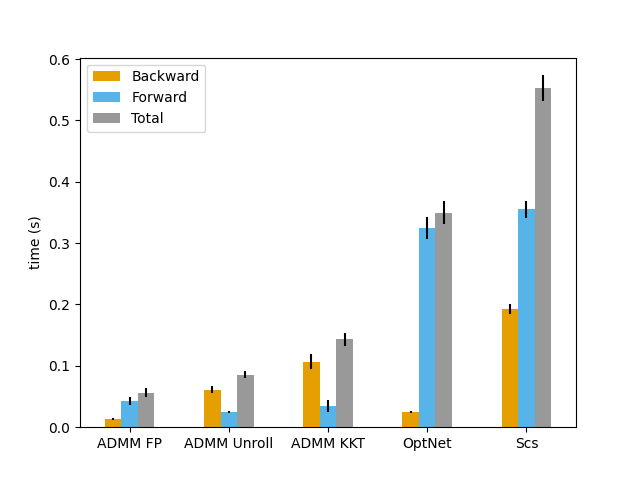 0.6
0.5
0.4
0.3
0.2
0.1
0.0
time (s)
Backward
Forward
Total
ADMM FP
ADMM Unroll
ADMM KKT
OptNet
Scs